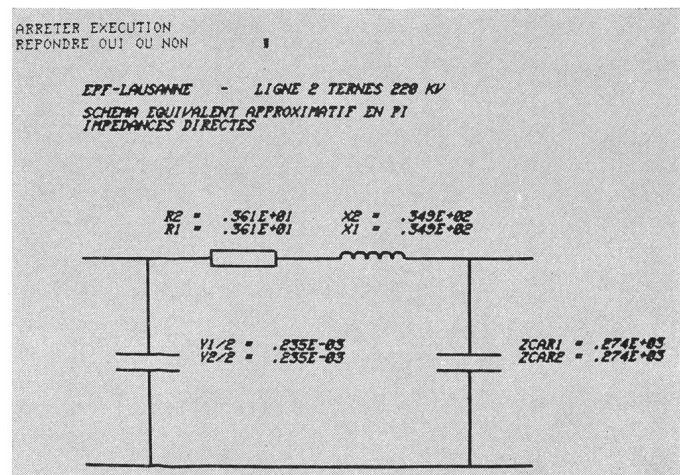 ARRETER EXECUTION
REPONDRE OUI OU NON
EPF-LAUSANNE - LIGNE 2 TERNES 220 KV
SCHEMA EQUIVALENT APPROXIMATIF EN PI
IMPEDANCES DIRECTES
R2 = .361E+01 X2 = .349E+02
R1 = .361E+01 X1 = .349E+02
Y1/2 = .235E-03 ZCAR1 = .274E+03
Y2/2 = .235E-03 ZCAR2 = .274E+03